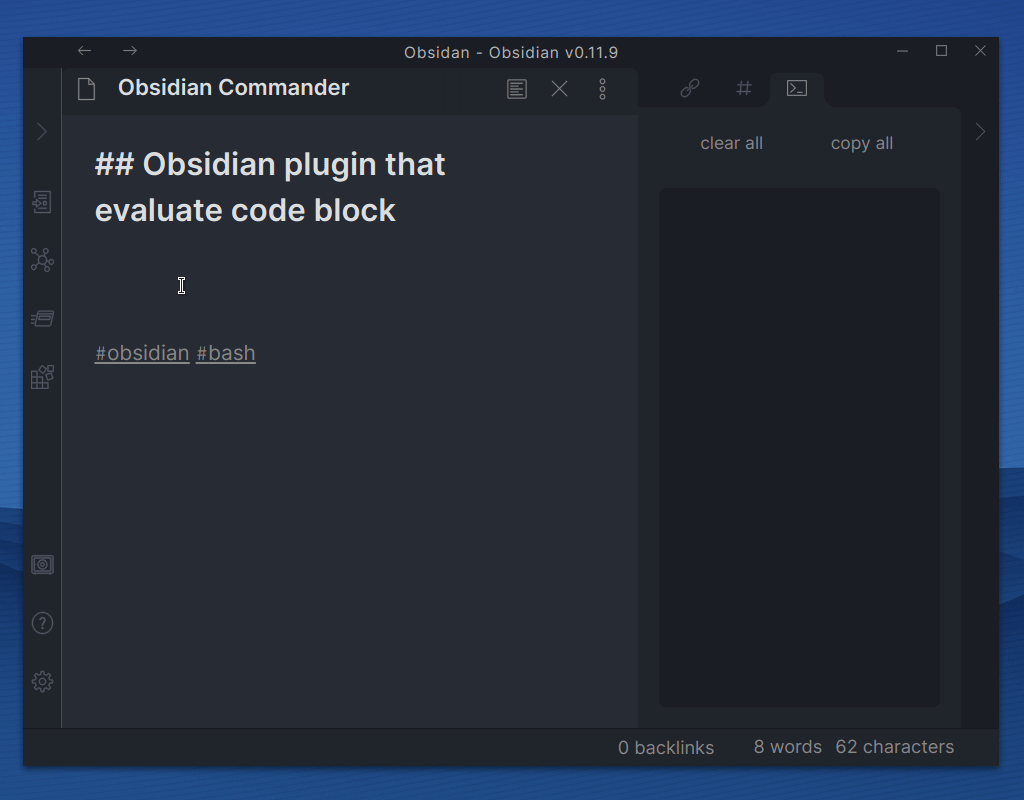 Obsidan - Obsidian v0.11.9
Obsidian Commander
clear all copy all
## Obsidian plugin that
evaluate code block
#obsidian #bash
0 backlinks 8 words 62 characters